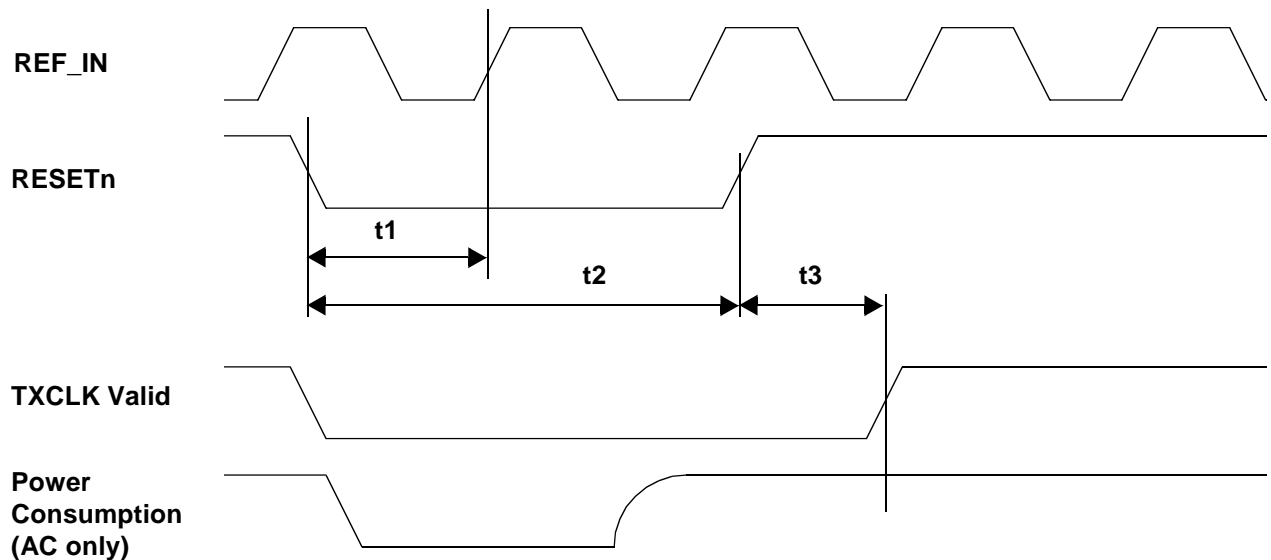 REF_IN
RESETn
t1
t2
t3
TXCLK Valid
Power
Consumption
(AC only)